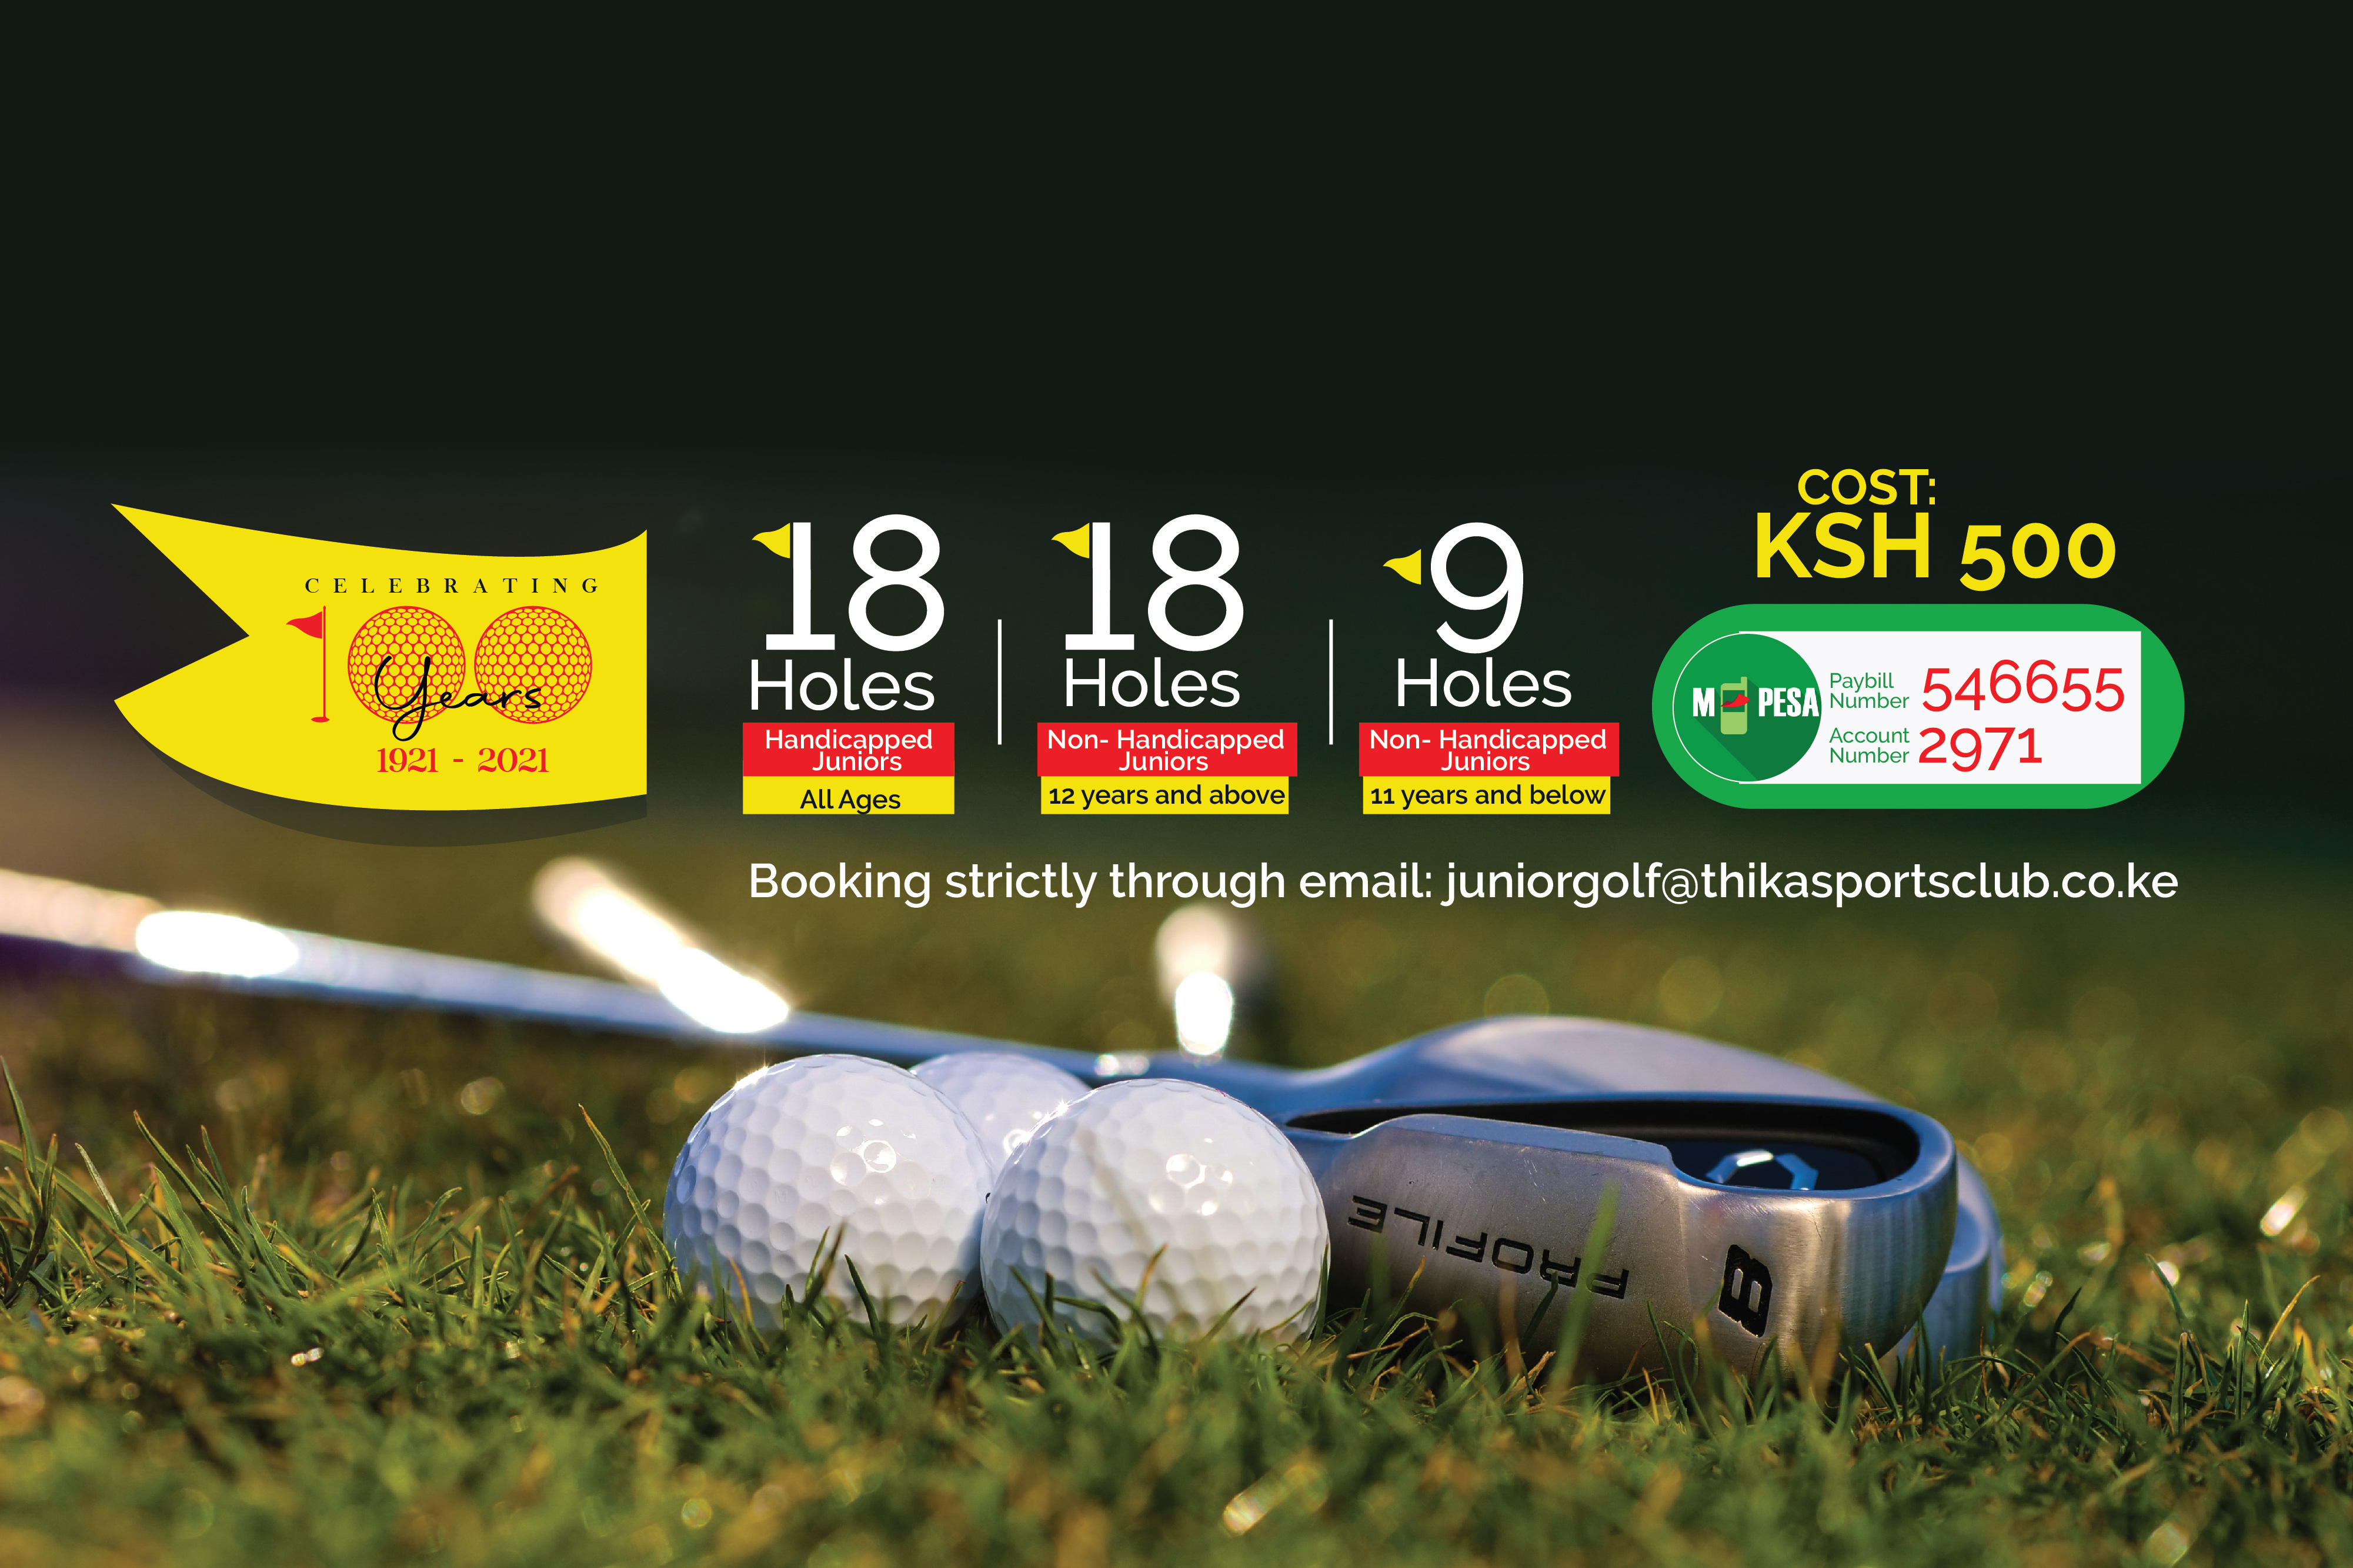 CELEBRATING
100
Years
1921 - 2021
18
Holes
Handicapped
Juniors
All Ages
18
Holes
Non- Handicapped
Juniors
12 years and above
9
Holes
Non- Handicapped
Juniors
11 years and below
COST:
KSH 500
M PESA
Paybill
Number 546655
Account
Number 2971
Booking strictly through email: juniorgolf@thikasportsclub.co.ke
PROFILE
8